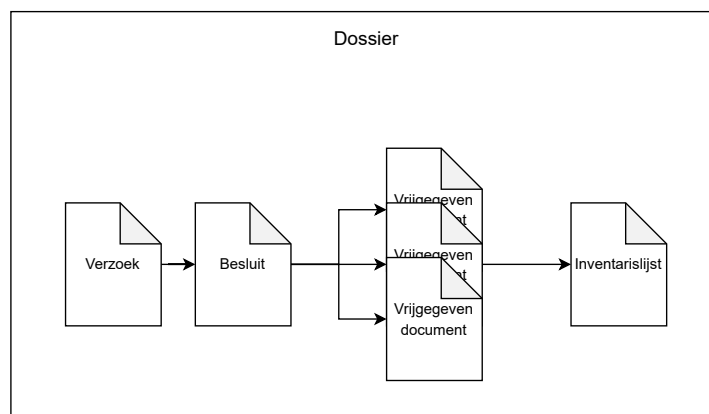 Dossier
Verzoek
Besluit
Vrijgegeven
Vrijgegeven
Vrijgegeven
document
Inventarislijst